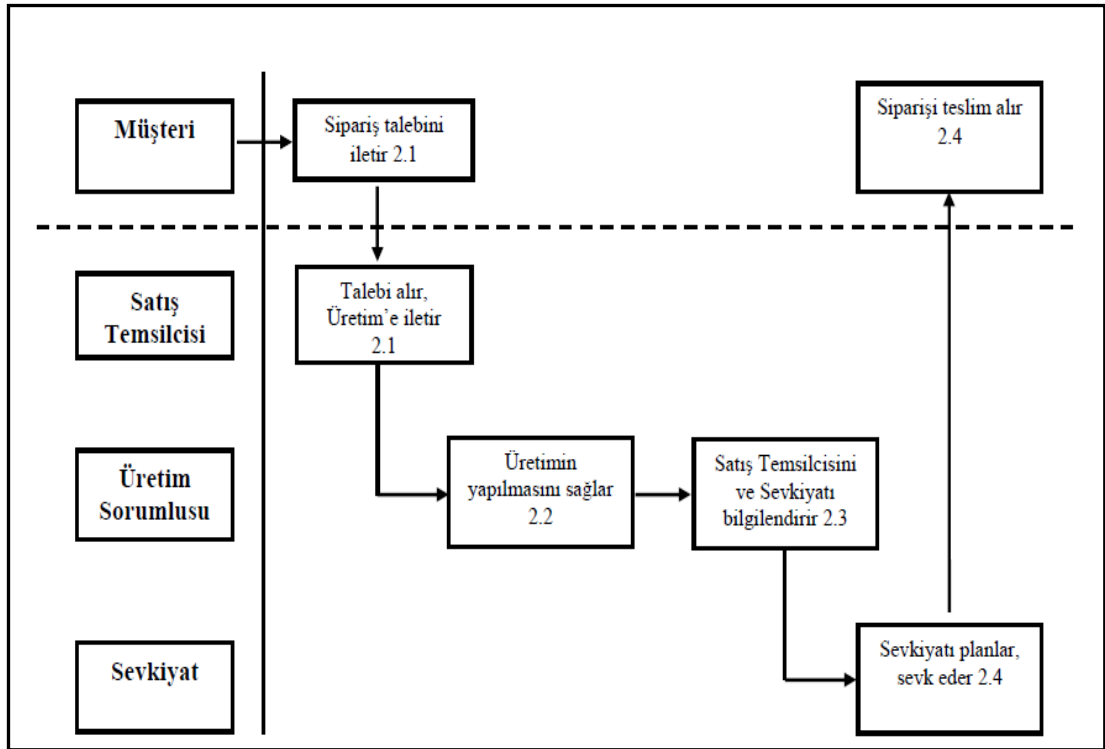 Müşteri
Sipariş talebini
iletir 2.1
Siparişi teslim alır
2.4
Satış
Temsilcisi
Talebi alır,
Üretim’e iletir
2.1
Üretim
Sorumlusu
Üretimin
yapılmasını sağlar
2.2
Satış Temsilcisini
ve Sevkiyatı
bilgilendirir 2.3
Sevkiyat
Sevkiyatı planlar,
sevk eder 2.4